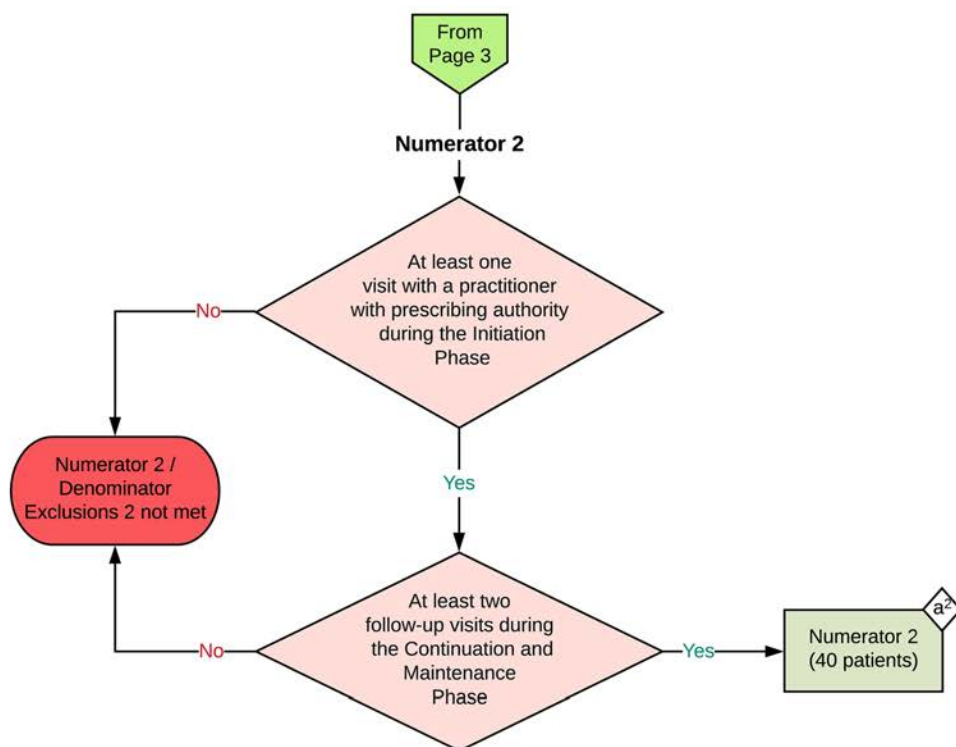 From
Page 3
Numerator 2
At least one
visit with a practitioner
with prescribing authority
during the Initiation
Phase
No
Yes
Numerator 2 /
Denominator
Exclusions 2 not met
At least two
follow-up visits during
the Continuation and
Maintenance
Phase
No
Yes
a²
Numerator 2
(40 patients)